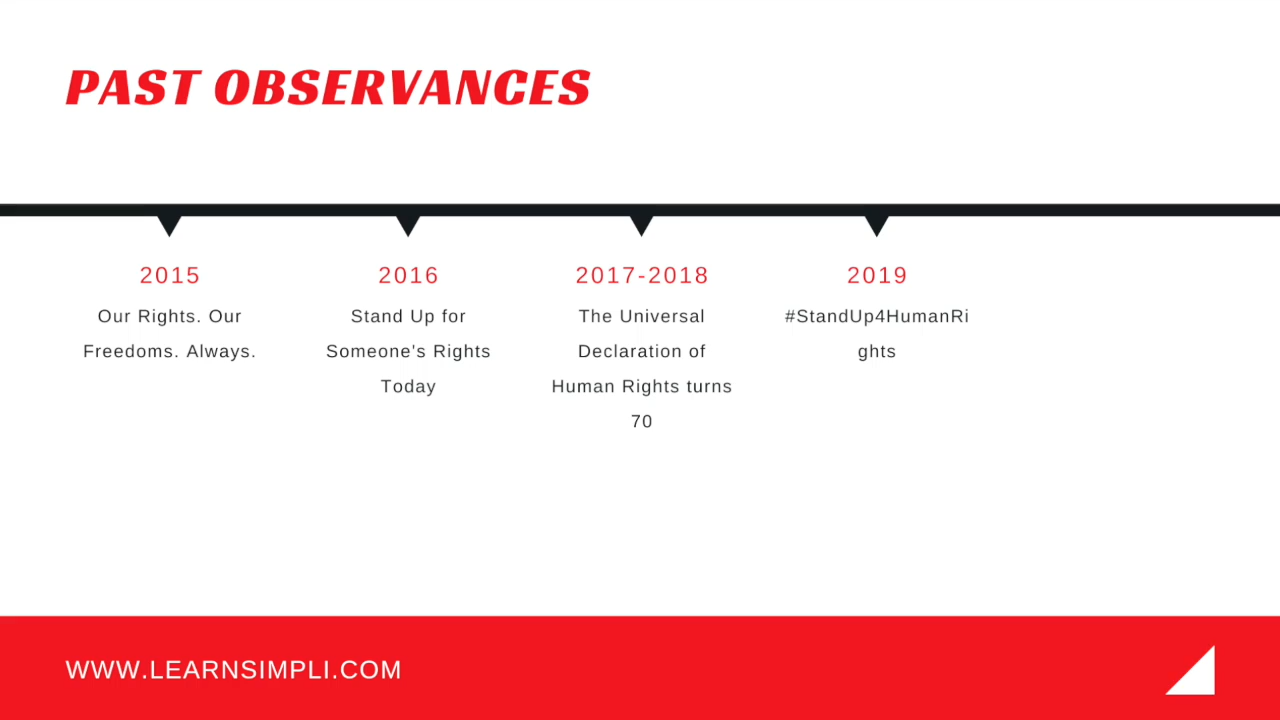 PAST OBSERVANCES
2015
Our Rights. Our
Freedoms. Always.
2016
Stand Up for
Someone's Rights
Today
2017-2018
The Universal
Declaration of
Human Rights turns
70
2019
#StandUp4HumanRi
ghts
WWW.LEARNSIMPLI.COM